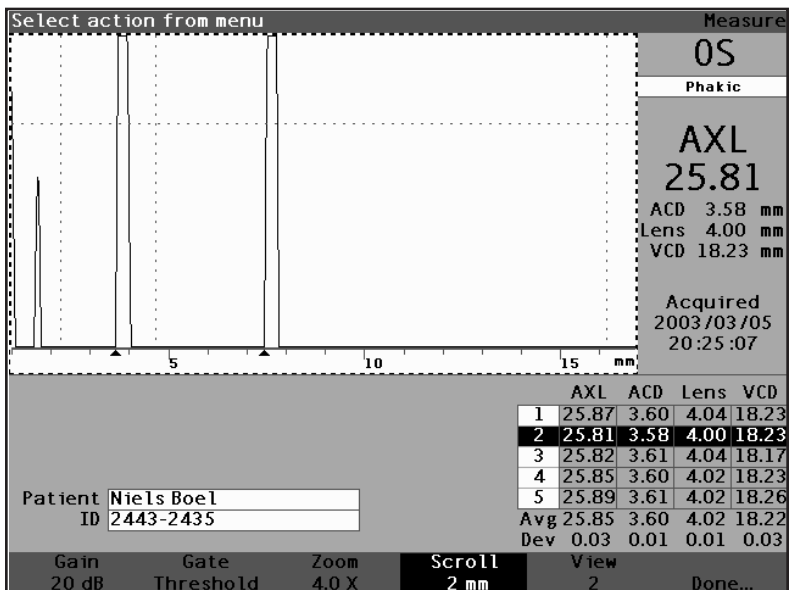 Select action from menu Measure
OS
Phakic
AXL
25.81
ACD 3.58 mm
Lens 4.00 mm
VCD 18.23 mm
Acquired
2003/03/05
20:25:07
5 10 15 mm
AXL ACD Lens VCD
1 25.87 3.60 4.04 18.23
2 25.81 3.58 4.00 18.23
3 25.82 3.61 4.04 18.17
4 25.85 3.60 4.02 18.23
5 25.89 3.61 4.02 18.26
Avg 25.85 3.60 4.02 18.22
Dev 0.03 0.01 0.01 0.03
Patient Niels Boel
ID 2443-2435
Gain Gate Zoom Scroll View
20 dB Threshold 4.0 X 2 mm 2 Done...